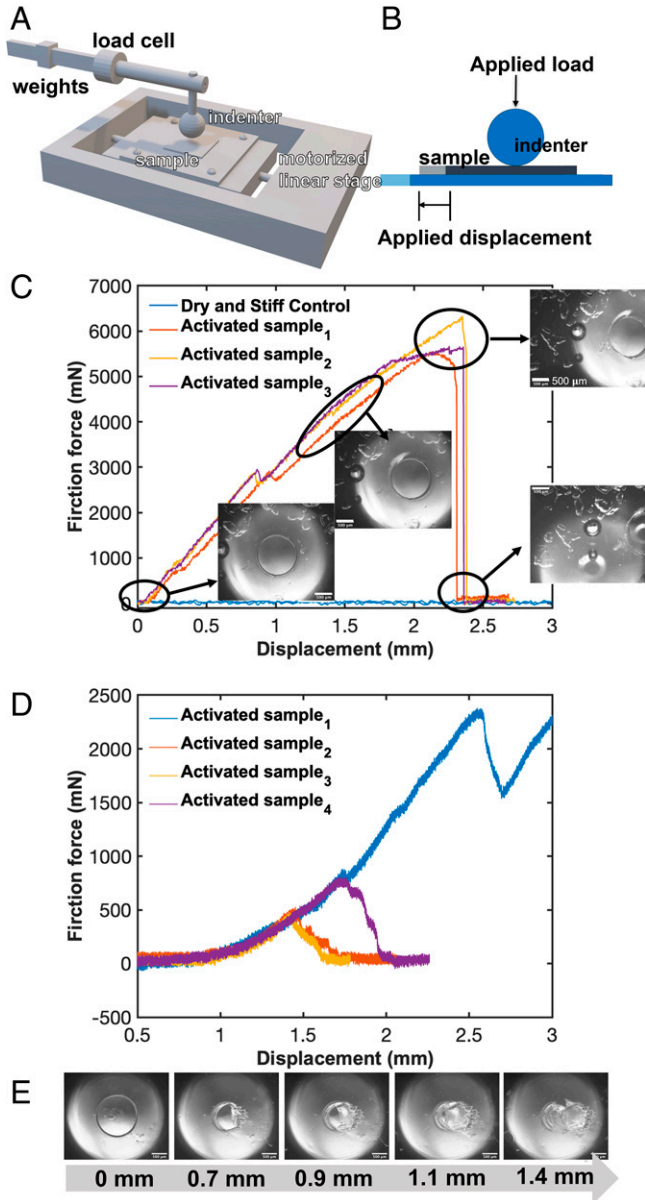 A
load cell
weights
indenter
sample
motorized
linear stage
B
Applied load
indenter
sample
Applied displacement
C
7000
6000
5000
4000
3000
2000
1000
0
Firction force (mN)
Dry and Stiff Control
Activated sample1
Activated sample2
Activated sample3
500 µm
0
0.5
1
1.5
2
2.5
3
Displacement (mm)
D
2500
2000
1500
1000
500
0
-500
Firction force (mN)
Activated sample1
Activated sample2
Activated sample3
Activated sample4
0.5
1
1.5
2
2.5
3
Displacement (mm)
E
0 mm
0.7 mm
0.9 mm
1.1 mm
1.4 mm